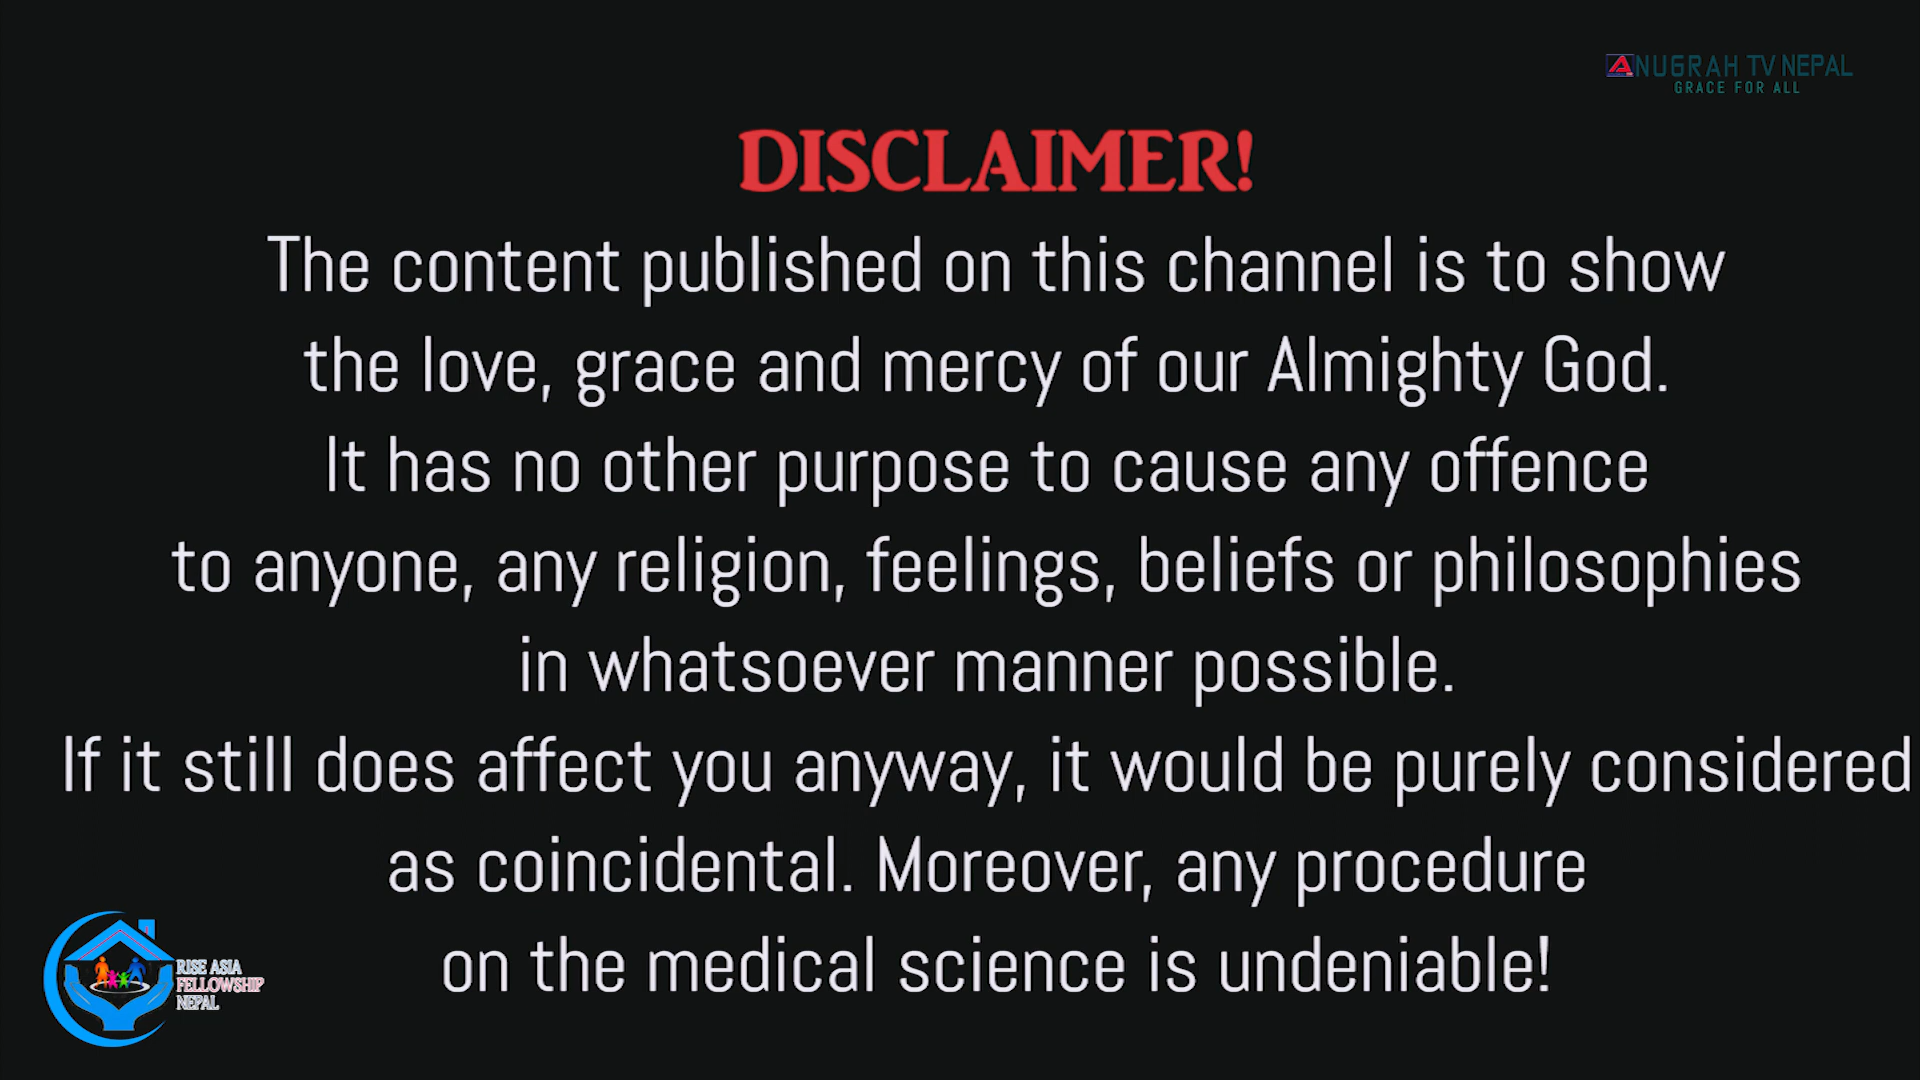 ANUGRAH TV NEPAL
GRACE FOR ALL
DISCLAIMER!
The content published on this channel is to show
the love, grace and mercy of our Almighty God.
It has no other purpose to cause any offence
to anyone, any religion, feelings, beliefs or philosophies
in whatsoever manner possible.
If it still does affect you anyway, it would be purely considered
as coincidental. Moreover, any procedure
on the medical science is undeniable!
RISE ASIA
FELLOWSHIP
NEPAL